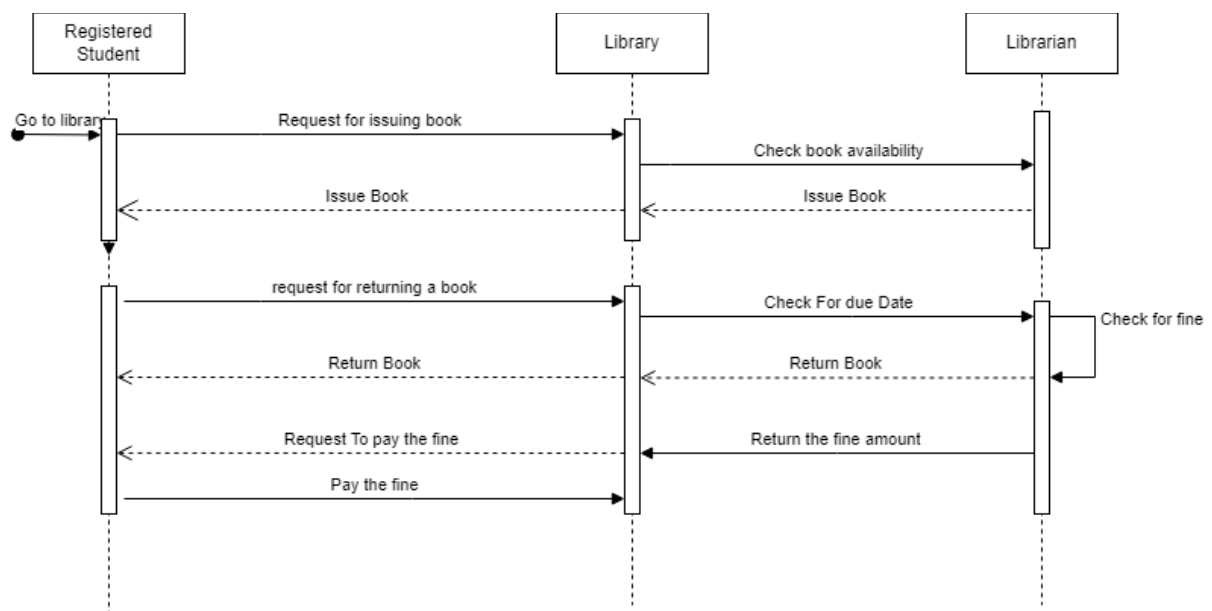 Registered
Student
Library
Librarian
Go to library
Request for issuing book
Check book availability
Issue Book
Issue Book
request for returning a book
Check For due Date
Check for fine
Return Book
Return Book
Request To pay the fine
Return the fine amount
Pay the fine